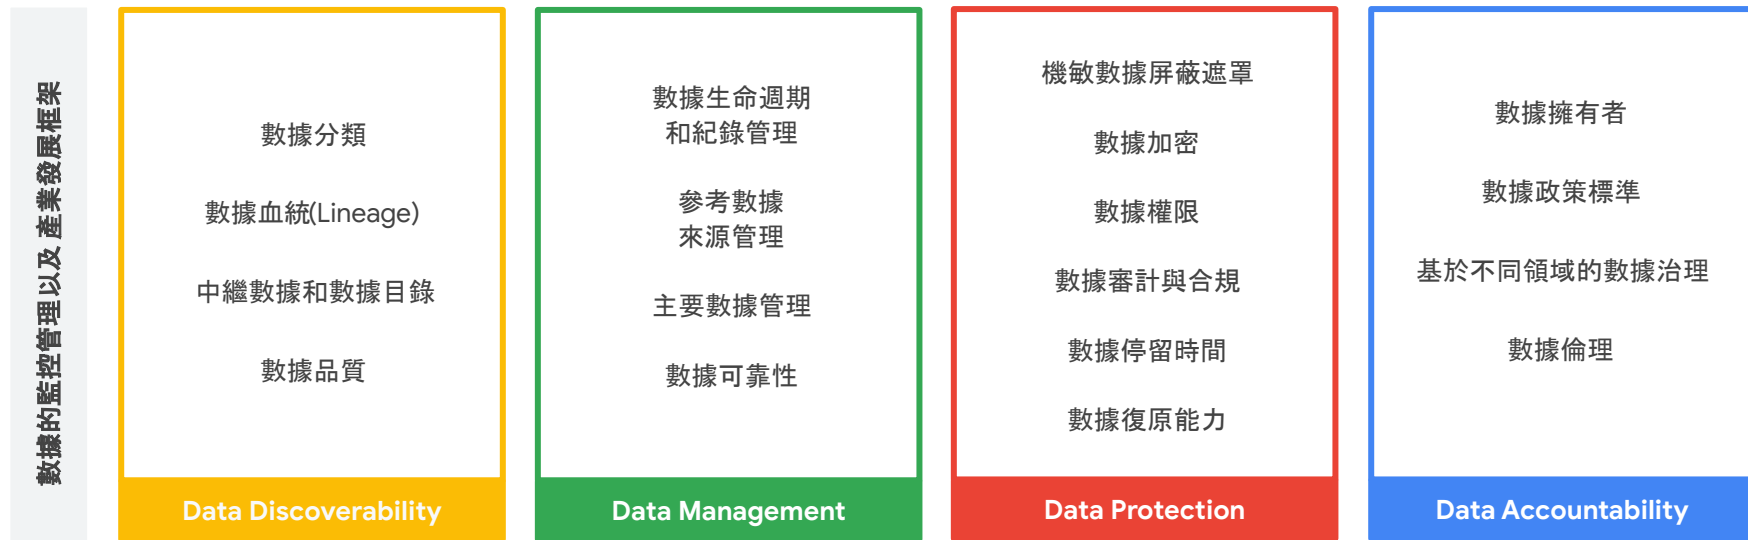 數據的監控管理以及 產業發展框架
數據分類
數據血統(Lineage)
中繼數據和數據目錄
數據品質
Data Discoverability
數據生命週期
和紀錄管理
參考數據
來源管理
主要數據管理
數據可靠性
Data Management
機敏數據屏蔽遮罩
數據加密
數據權限
數據審計與合規
數據停留時間
數據復原能力
Data Protection
數據擁有者
數據政策標準
基於不同領域的數據治理
數據倫理
Data Accountability